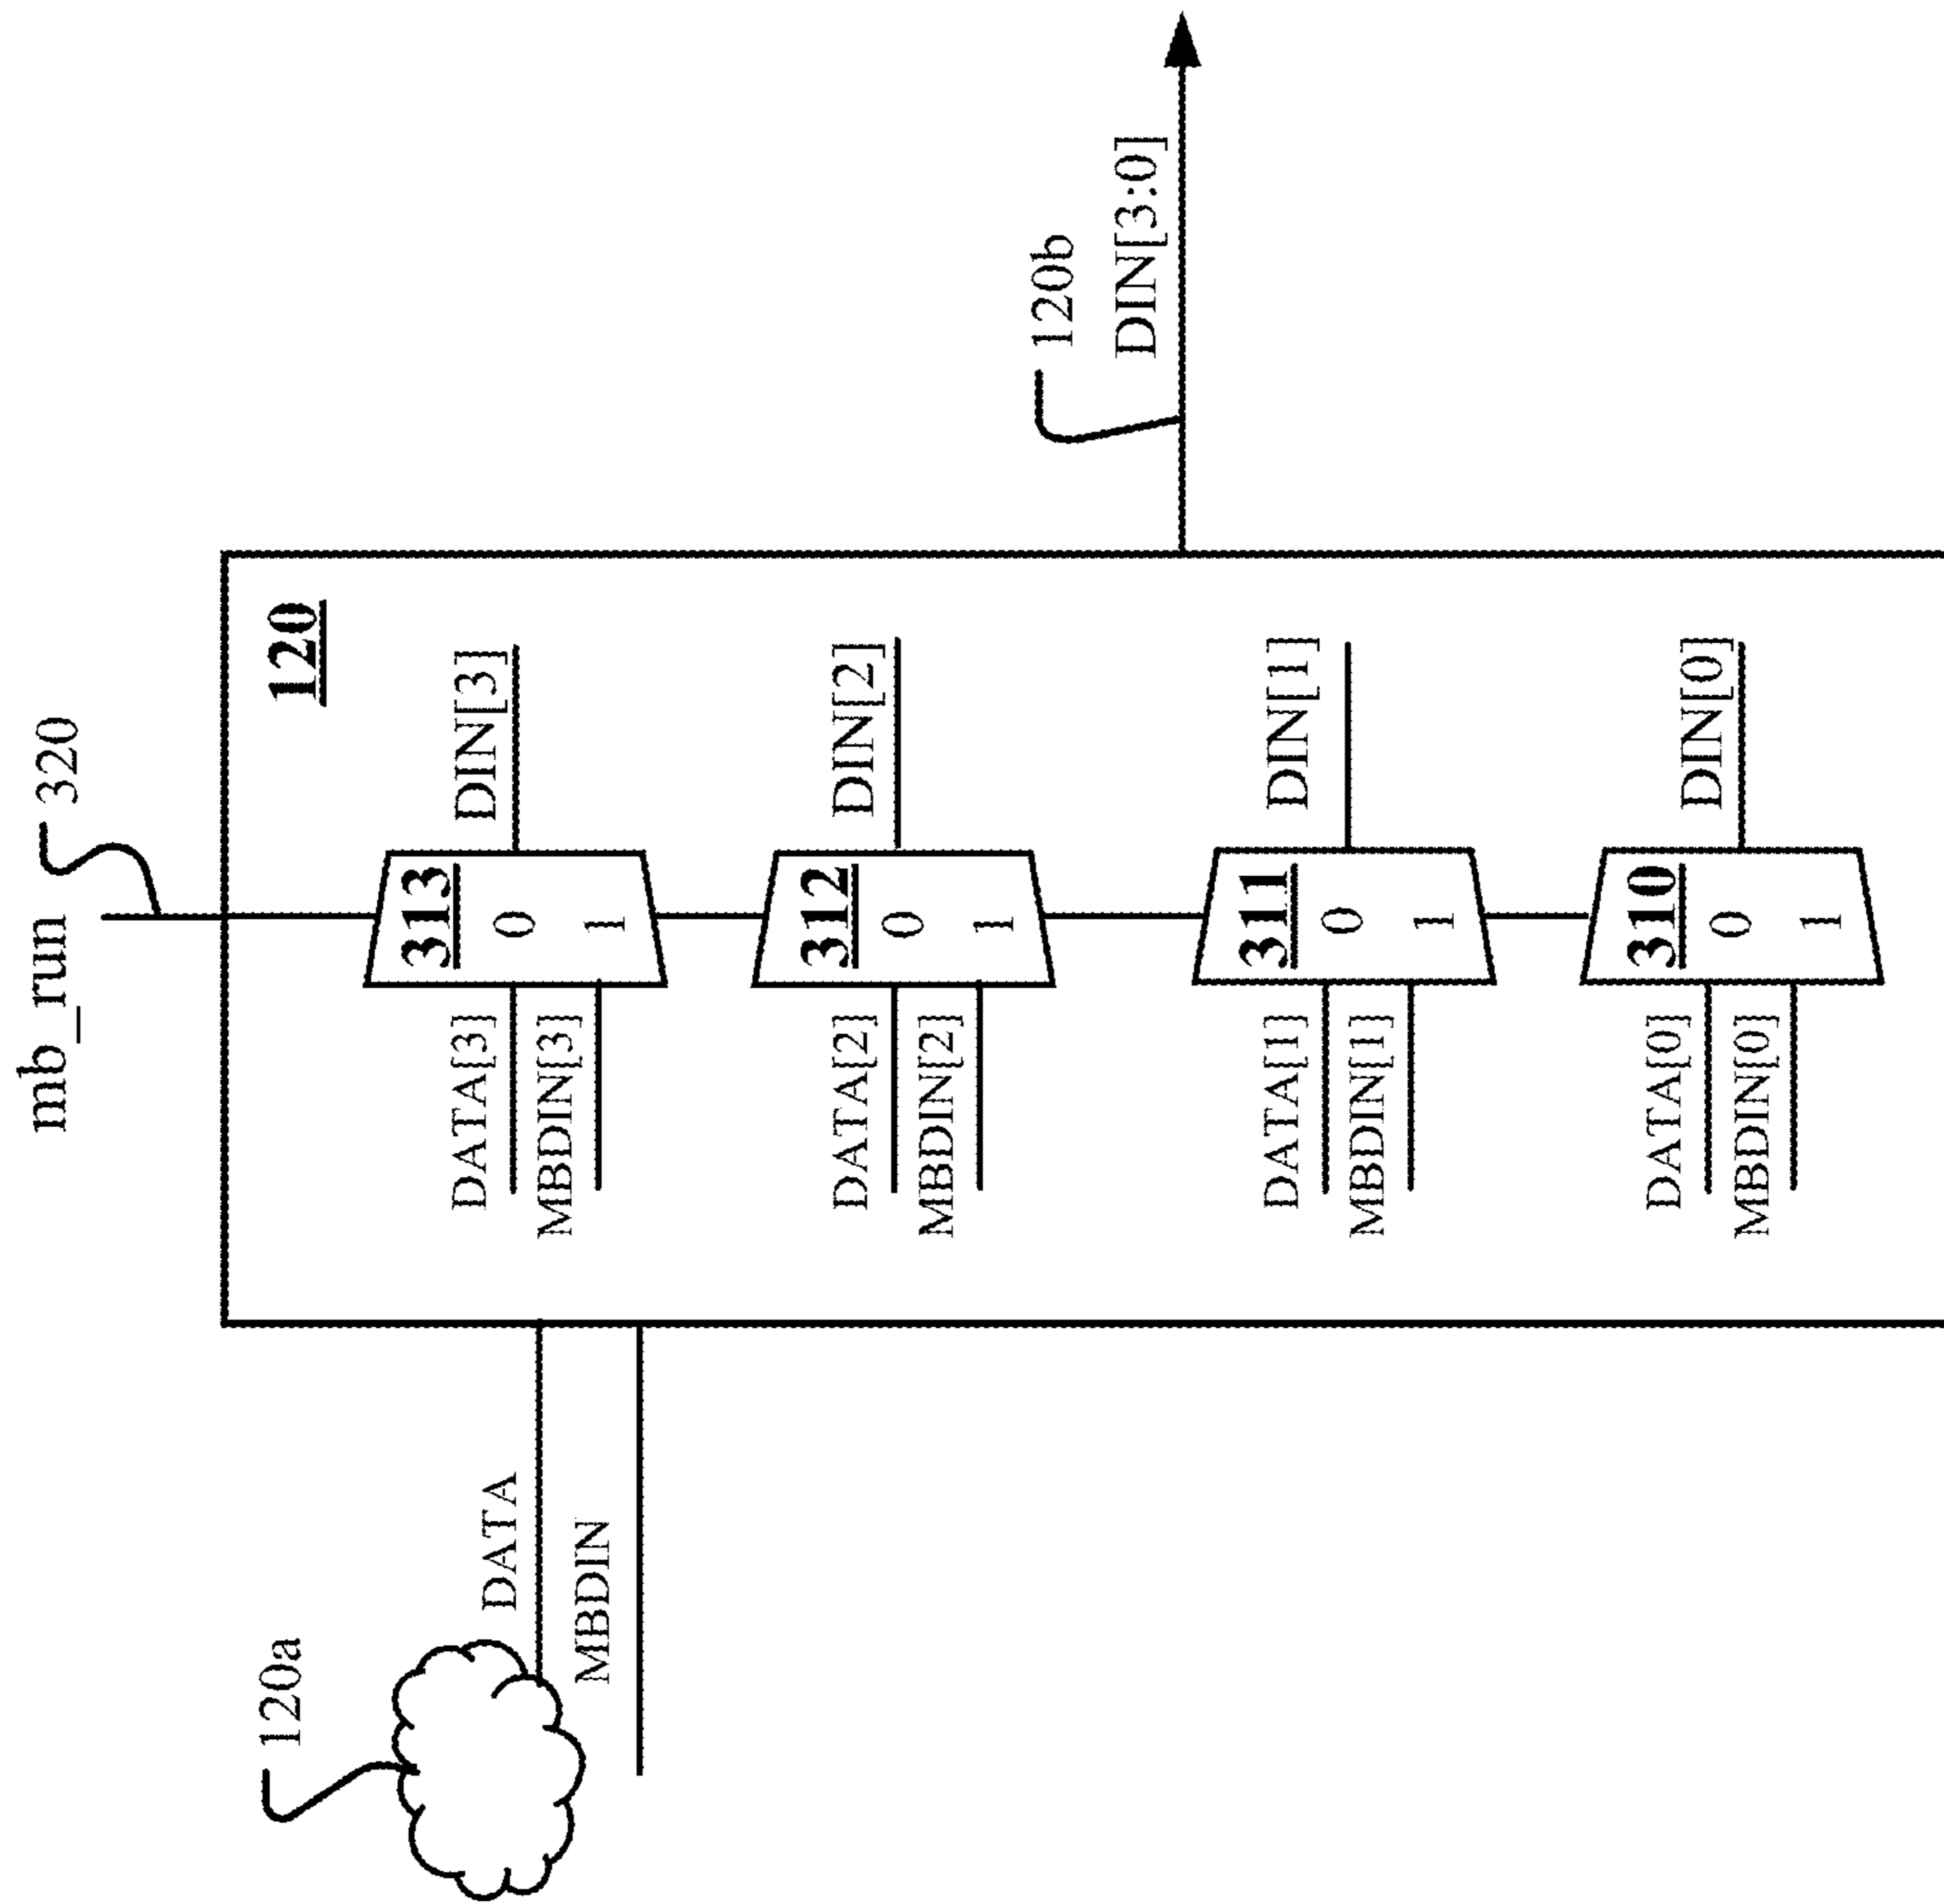 mb_run
320
120
120a
DATA
MBDIN
DATA[3]
MBDIN[3]
313
0
1
DIN[3]
DATA[2]
MBDIN[2]
312
0
1
DIN[2]
120b
DIN[3:0]
DATA[1]
MBDIN[1]
311
0
1
DIN[1]
DATA[0]
MBDIN[0]
310
0
1
DIN[0]